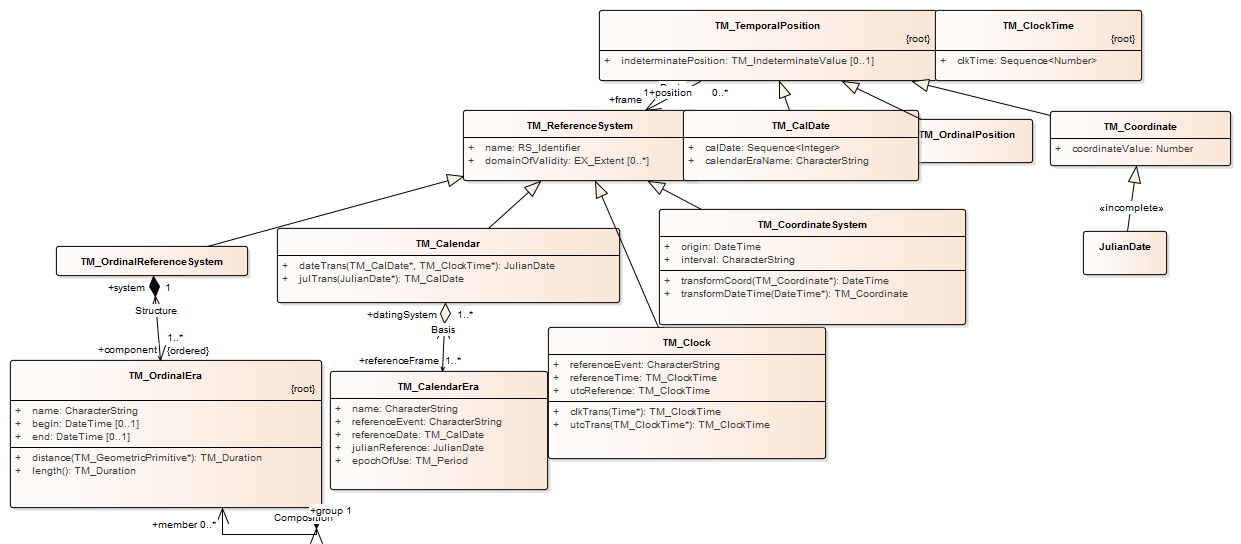 TM_TemporalPosition
{root}
+ indeterminatePosition: TM_IndeterminateValue [0..1]
TM_ClockTime
{root}
+ clkTime: Sequence<Number>
+frame
1
+position
0..*
TM_ReferenceSystem
+ name: RS_Identifier
+ domainOfValidity: EX_Extent [0..*]
TM_CalDate
+ calDate: Sequence<Integer>
+ calendarEraName: CharacterString
TM_OrdinalPosition
TM_Coordinate
+ coordinateValue: Number
«incomplete»
JulianDate
TM_OrdinalReferenceSystem
TM_Calendar
+ dateTrans(TM_CalDate*, TM_ClockTime*): JulianDate
+ julTrans(JulianDate*): TM_CalDate
TM_CoordinateSystem
+ origin: DateTime
+ interval: CharacterString
+ transformCoord(TM_Coordinate*): DateTime
+ transformDateTime(DateTime*): TM_Coordinate
+system 1
Structure
1..*
+component {ordered}
+datingSystem 1..*
Basis
+referenceFrame 1..*
TM_Clock
+ referenceEvent: CharacterString
+ referenceTime: TM_ClockTime
+ utcReference: TM_ClockTime
+ clkTrans(Time*): TM_ClockTime
+ utcTrans(TM_ClockTime*): TM_ClockTime
TM_OrdinalEra
{root}
+ name: CharacterString
+ begin: DateTime [0..1]
+ end: DateTime [0..1]
+ distance(TM_GeometricPrimitive*): TM_Duration
+ length(): TM_Duration
TM_CalendarEra
+ name: CharacterString
+ referenceEvent: CharacterString
+ referenceDate: TM_CalDate
+ julianReference: JulianDate
+ epochOfUse: TM_Period
+group 1
Composition
+member 0..*